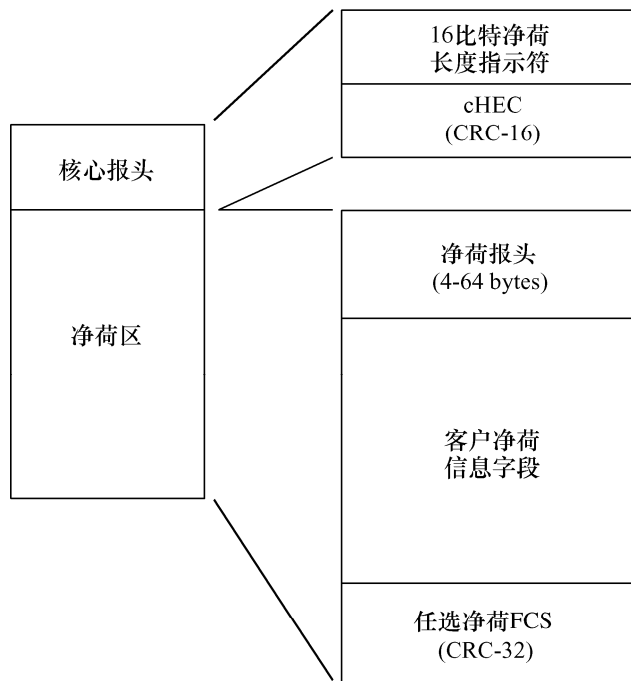 16比特净荷
长度指示符
cHEC
(CRC-16)
核心报头
净荷区
净荷报头
(4-64 bytes)
客户净荷
信息字段
任选净荷FCS
(CRC-32)